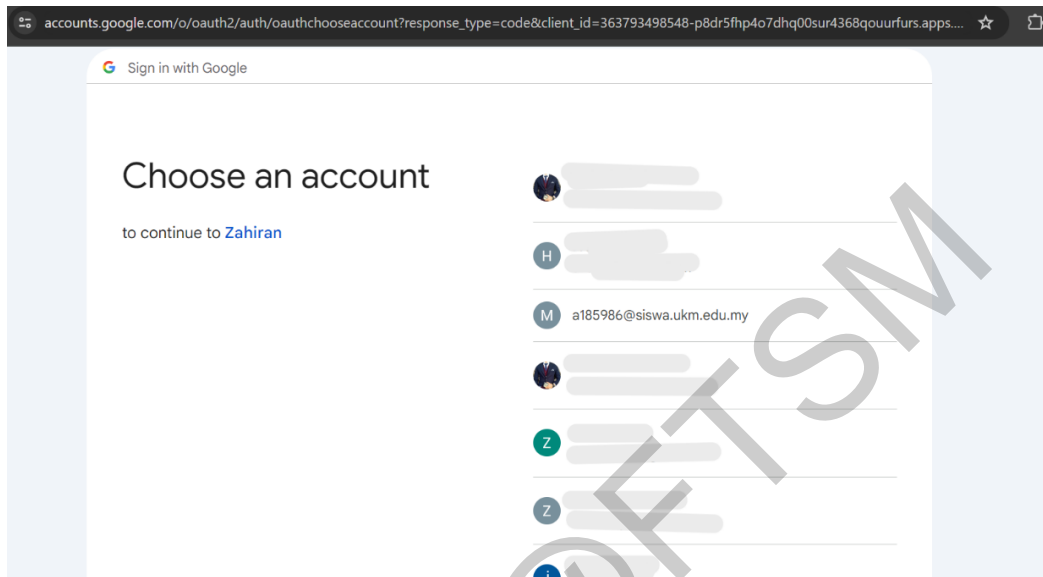 accounts.google.com/o/oauth2/auth/oauthchooseaccount?response_type=code&client_id=363793498548-p8dr5fhp4o7dhq00sur4368qouurfurs.apps....
Sign in with Google
Choose an account
to continue to Zahiran
H
M a185986@siswa.ukm.edu.my
Z
Z
i
@FTSM